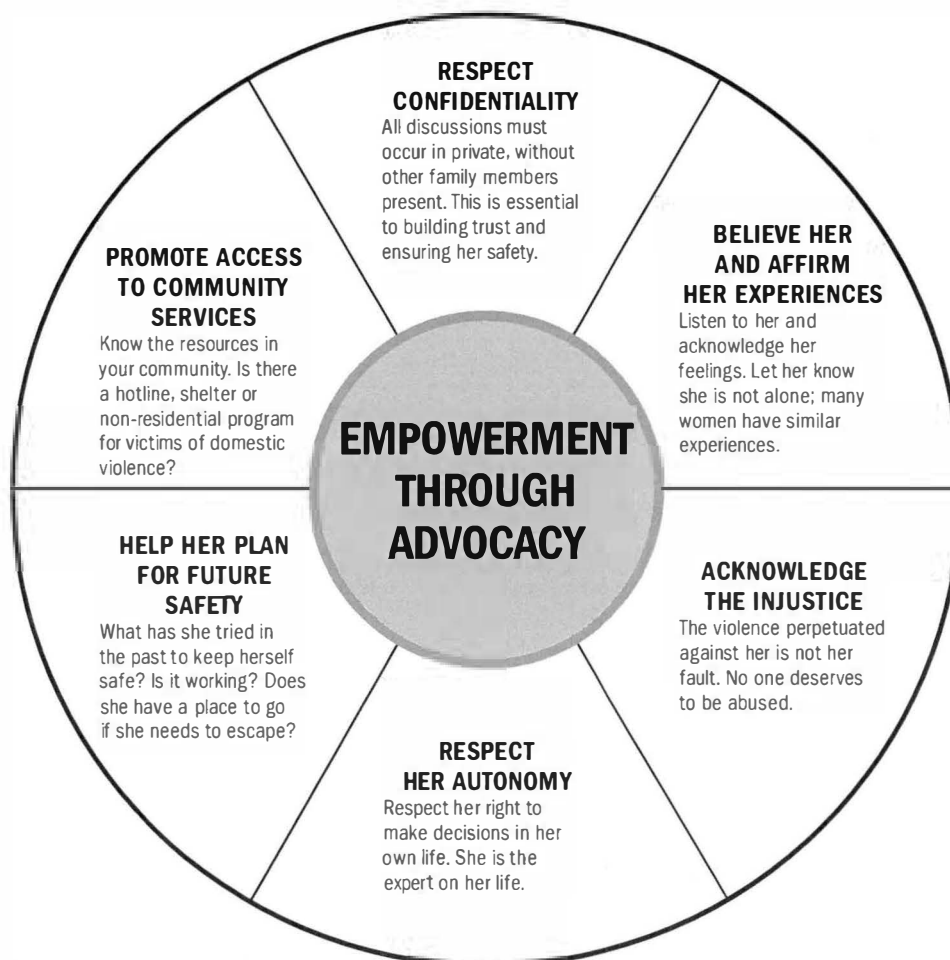 RESPECT
CONFIDENTIALITY
All discussions must
occur in private, without
other family members
present. This is essential
to building trust and
ensuring her safety.
BELIEVE HER
AND AFFIRM
HER EXPERIENCES
Listen to her and
acknowledge her
feelings. Let her know
she is not alone; many
women have similar
experiences.
ACKNOWLEDGE
THE INJUSTICE
The violence perpetuated
against her is not her
fault. No one deserves
to be abused.
RESPECT
HER AUTONOMY
Respect her right to
make decisions in her
own life. She is the
expert on her life.
HELP HER PLAN
FOR FUTURE
SAFETY
What has she tried in
the past to keep herself
safe? Is it working? Does
she have a place to go
if she needs to escape?
PROMOTE ACCESS
TO COMMUNITY
SERVICES
Know the resources in
your community. Is there
a hotline, shelter or
non-residential program
for victims of domestic
violence?
EMPOWERMENT
THROUGH
ADVOCACY